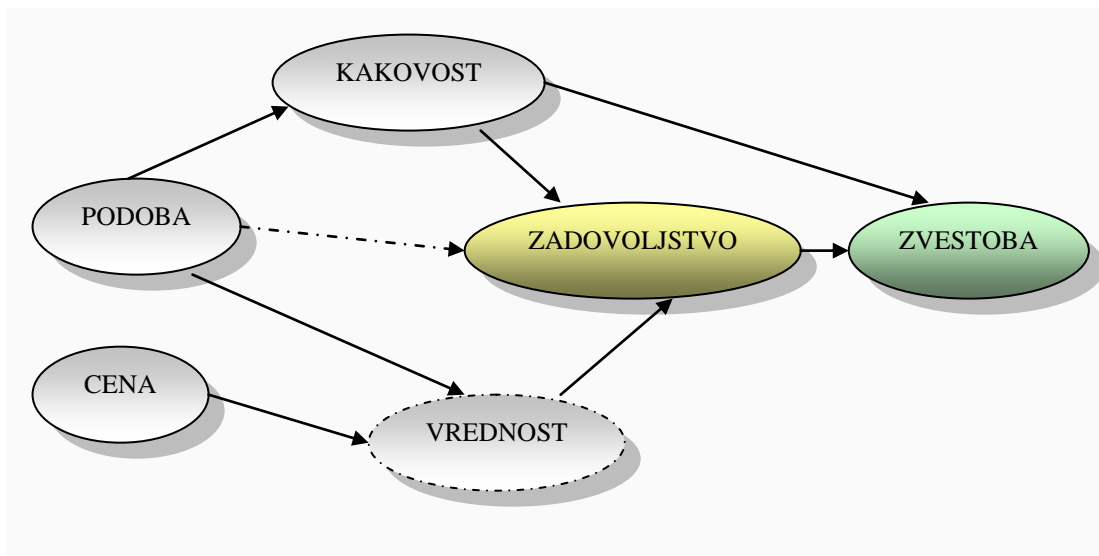 KAKOVOST
PODOBA
ZADOVOLJSTVO
ZVESTOBA
CENA
VREDNOST